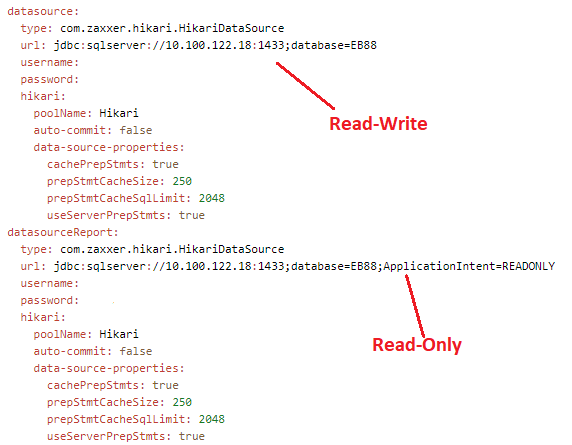 datasource:
  type: com.zaxxer.hikari.HikariDataSource
  url: jdbc:sqlserver://10.100.122.18:1433;database=EB88
  username:
  password:
  hikari:
    poolName: Hikari
    auto-commit: false
    data-source-properties:
      cachePrepStmts: true
      prepStmtCacheSize: 250
      prepStmtCacheSqlLimit: 2048
      useServerPrepStmts: true
Read-Write
datasourceReport:
  type: com.zaxxer.hikari.HikariDataSource
  url: jdbc:sqlserver://10.100.122.18:1433;database=EB88;ApplicationIntent=READONLY
  username:
  password:
  hikari:
    poolName: Hikari
    auto-commit: false
    data-source-properties:
      cachePrepStmts: true
      prepStmtCacheSize: 250
      prepStmtCacheSqlLimit: 2048
      useServerPrepStmts: true
Read-Only